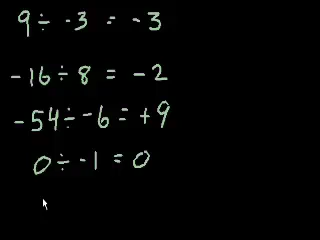 9 ÷ -3 = -3
-16 ÷ 8 = -2
-54 ÷ -6 = +9
0 ÷ -1 = 0